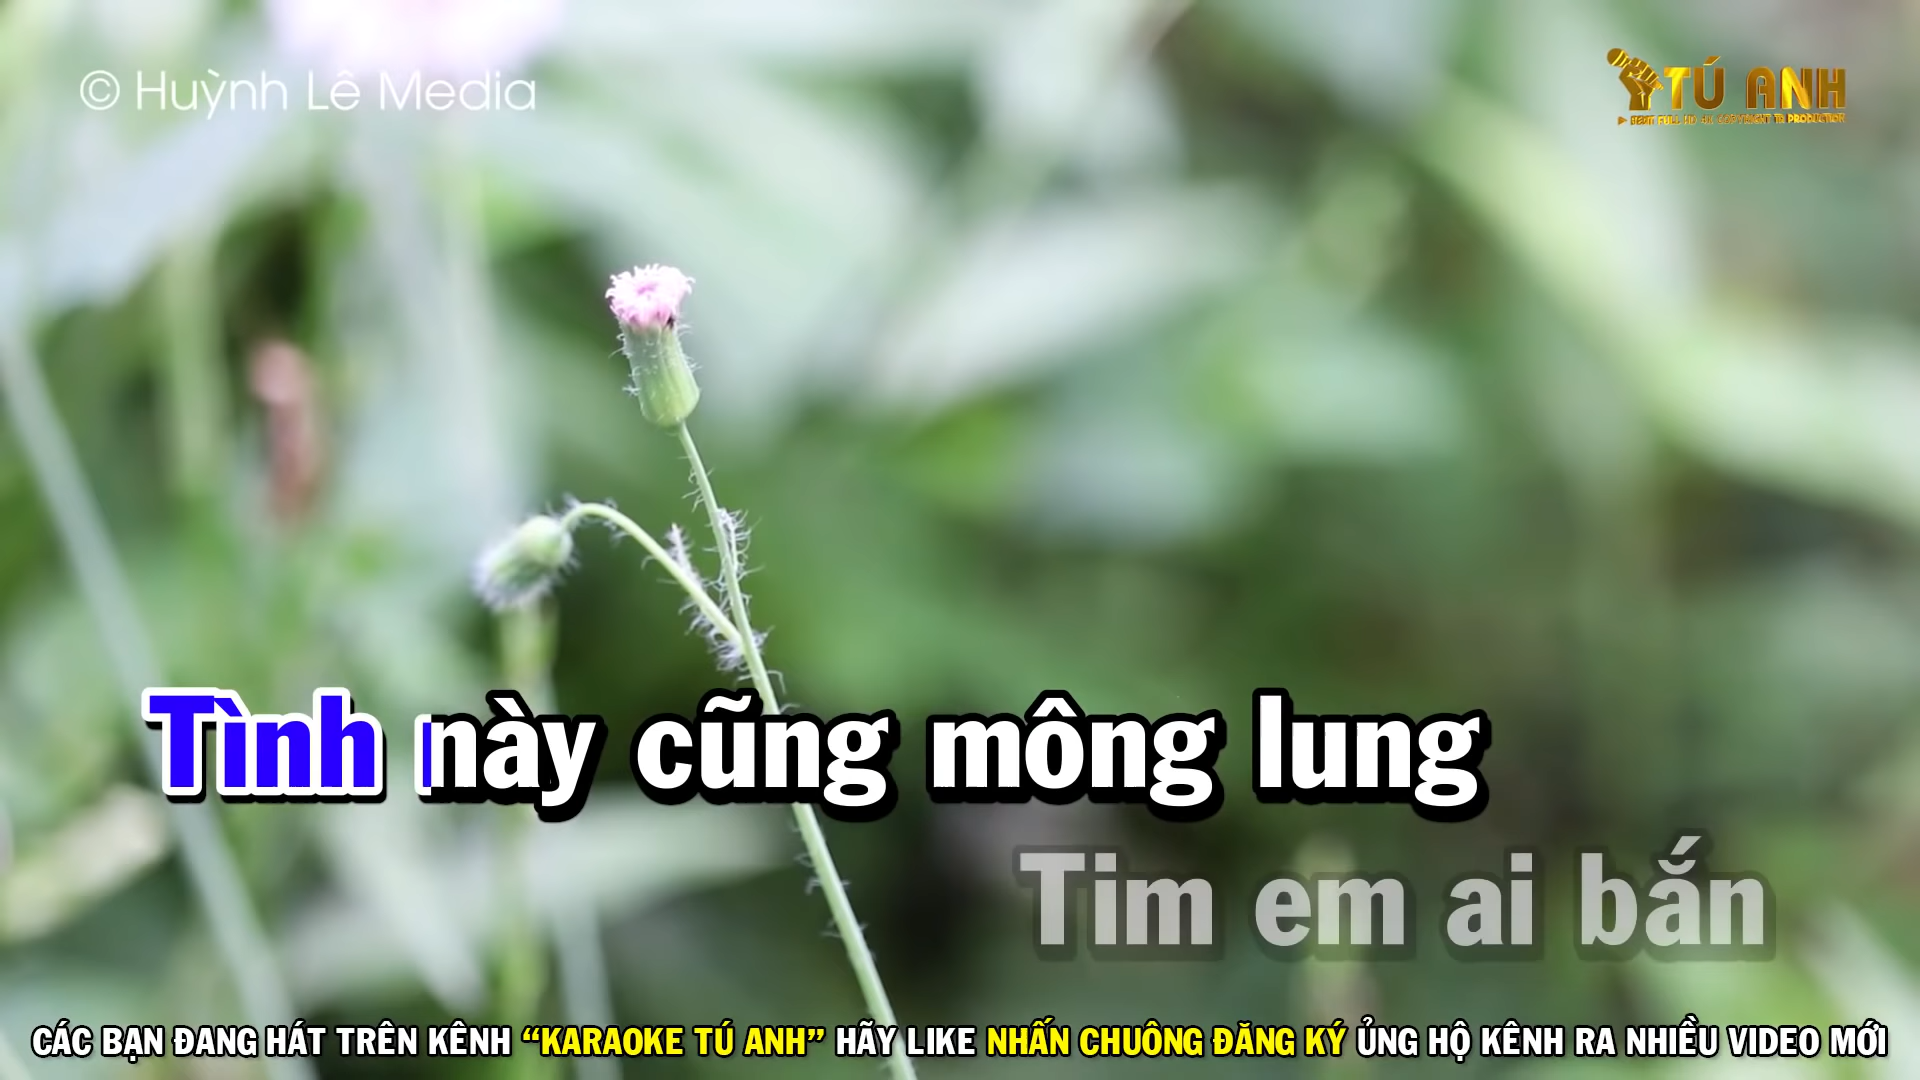 © Huỳnh Lê Media
TÚ ANH
Tình này cũng mông lung
Tim em ai bắn
CÁC BẠN ĐANG HÁT TRÊN KÊNH “KARAOKE TÚ ANH” HÃY LIKE NHẤN CHUÔNG ĐĂNG KÝ ỦNG HỘ KÊNH RA NHIỀU VIDEO MỚI